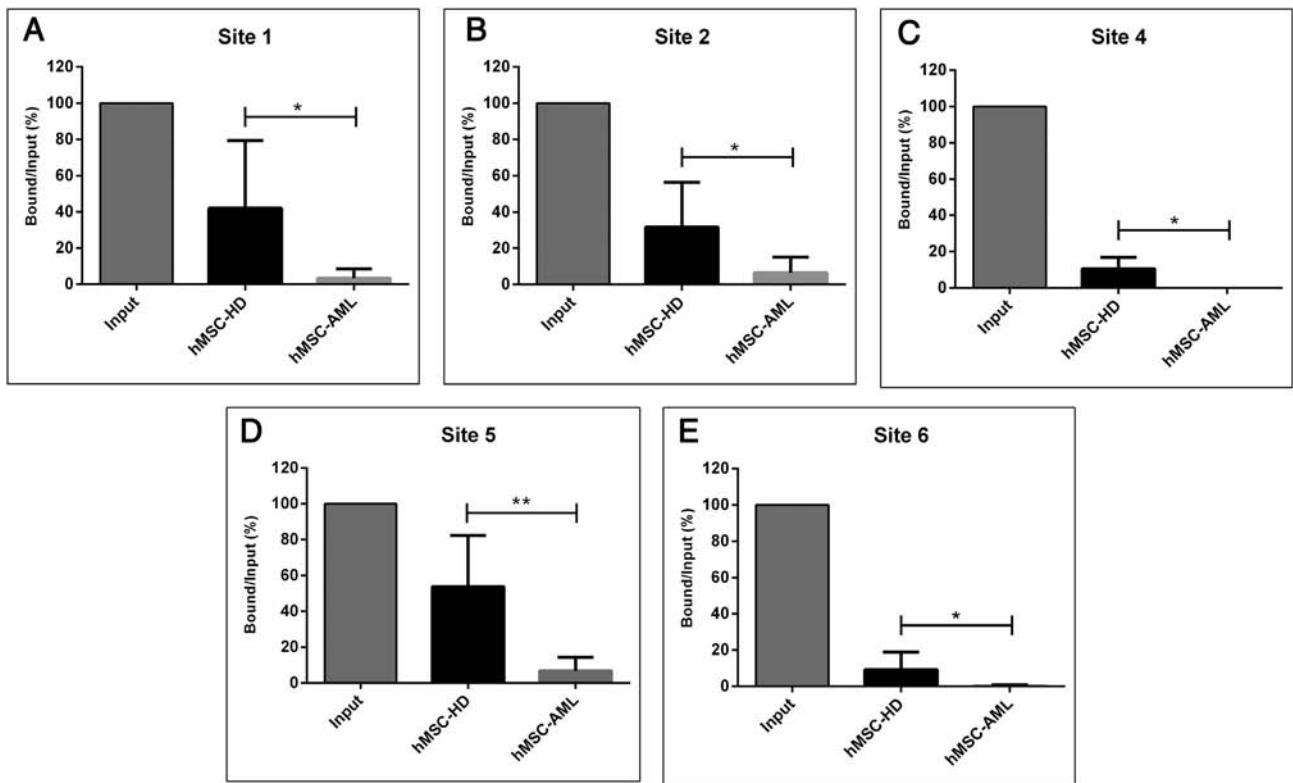 A
Site 1
Bound/Input (%)
120
100
80
60
40
20
0
*
Input
hMSC-HD
hMSC-AML
B
Site 2
Bound/Input (%)
120
100
80
60
40
20
0
*
Input
hMSC-HD
hMSC-AML
C
Site 4
Bound/Input (%)
120
100
80
60
40
20
0
*
Input
hMSC-HD
hMSC-AML
D
Site 5
Bound/Input (%)
120
100
80
60
40
20
0
**
Input
hMSC-HD
hMSC-AML
E
Site 6
Bound/Input (%)
120
100
80
60
40
20
0
*
Input
hMSC-HD
hMSC-AML